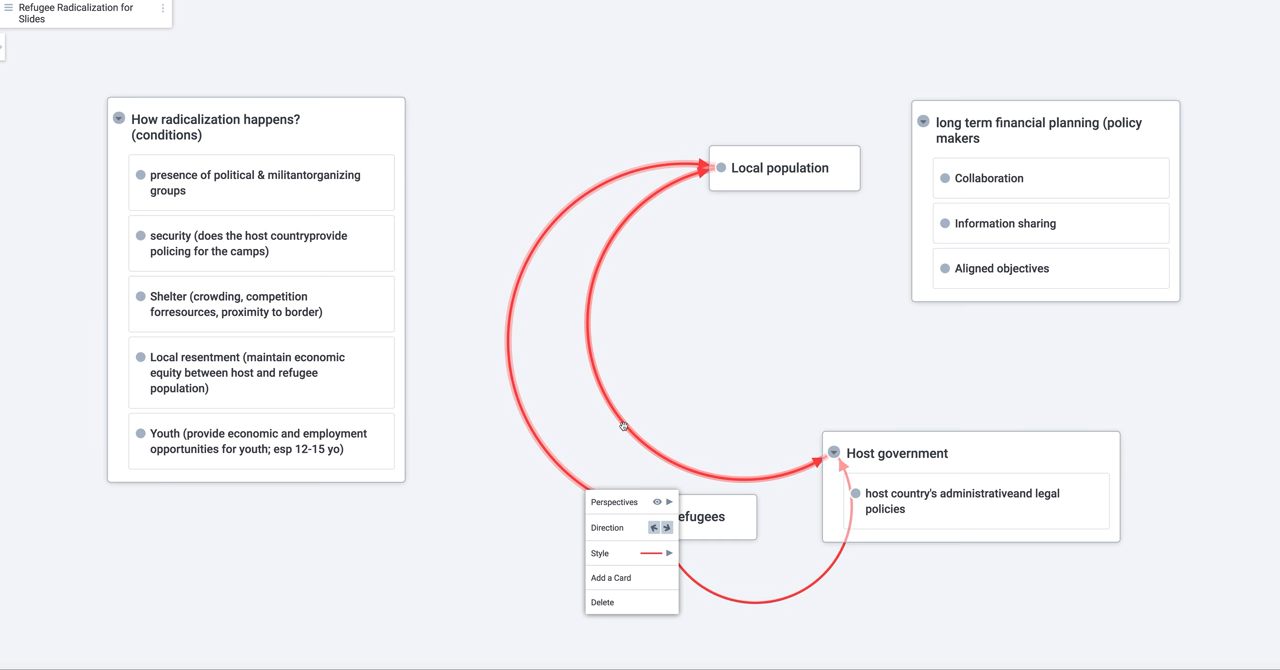 Refugee Radicalization for
Slides
How radicalization happens?
(conditions)
presence of political & militantorganizing
groups
security (does the host countryprovide
policing for the camps)
Shelter (crowding, competition
forresources, proximity to border)
Local resentment (maintain economic
equity between host and refugee
population)
Youth (provide economic and employment
opportunities for youth; esp 12-15 yo)
Local population
long term financial planning (policy
makers
Collaboration
Information sharing
Aligned objectives
Host government
host country's administrativeand legal
policies
efugees
Perspectives
Direction
Style
Add a Card
Delete